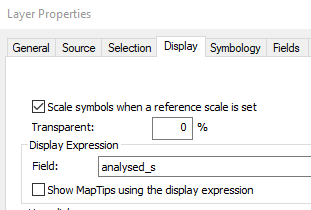 Layer Properties
General Source Selection Display Symbology Fields
Scale symbols when a reference scale is set
Transparent: 0 %
Display Expression
Field: analysed_s
Show MapTips using the display expression